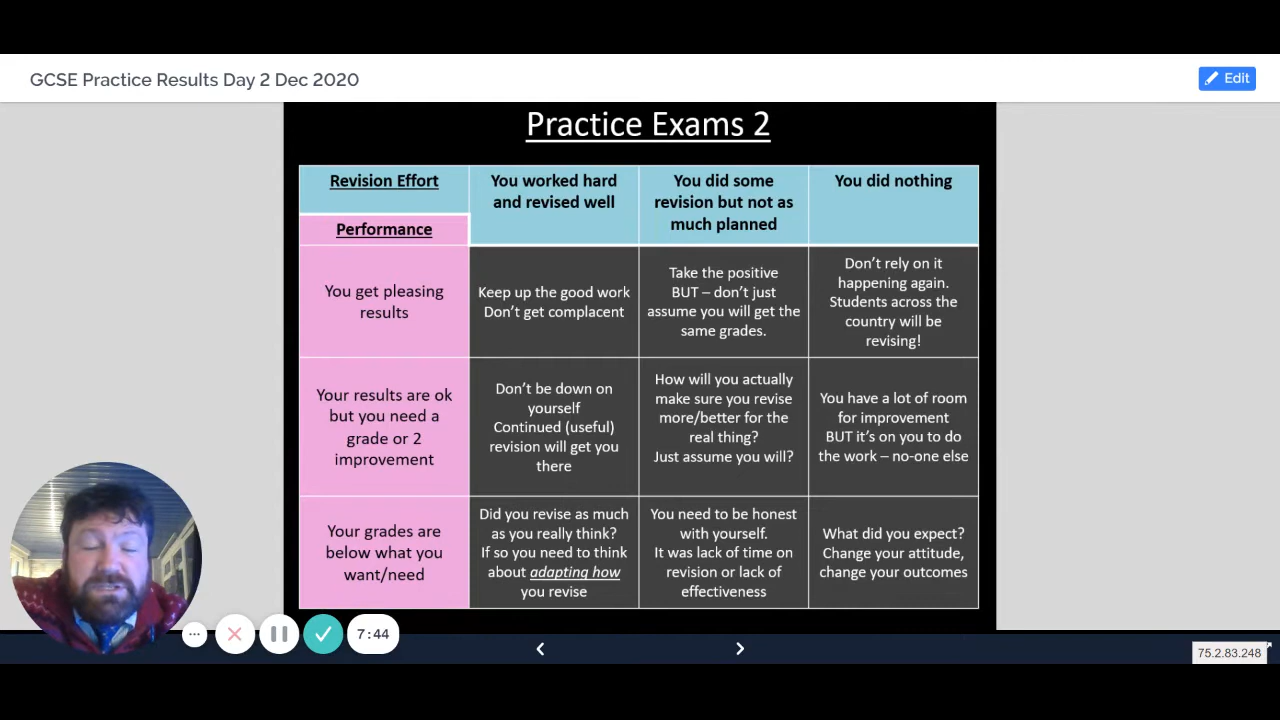 GCSE Practice Results Day 2 Dec 2020
Edit
Practice Exams 2
Revision Effort
Performance
You worked hard
and revised well
You did some
revision but not as
much planned
You did nothing
You get pleasing
results
Keep up the good work
Don’t get complacent
Take the positive
BUT – don’t just
assume you will get the
same grades.
Don’t rely on it
happening again.
Students across the
country will be
revising!
Your results are ok
but you need a
grade or 2
improvement
Don’t be down on
yourself
Continued (useful)
revision will get you
there
How will you actually
make sure you revise
more/better for the
real thing?
Just assume you will?
You have a lot of room
for improvement
BUT it’s on you to do
the work – no-one else
Your grades are
below what you
want/need
Did you revise as much
as you really think?
If so you need to think
about adapting how
you revise
You need to be honest
with yourself.
It was lack of time on
revision or lack of
effectiveness
What did you expect?
Change your attitude,
change your outcomes
7:44
75.2.83.248